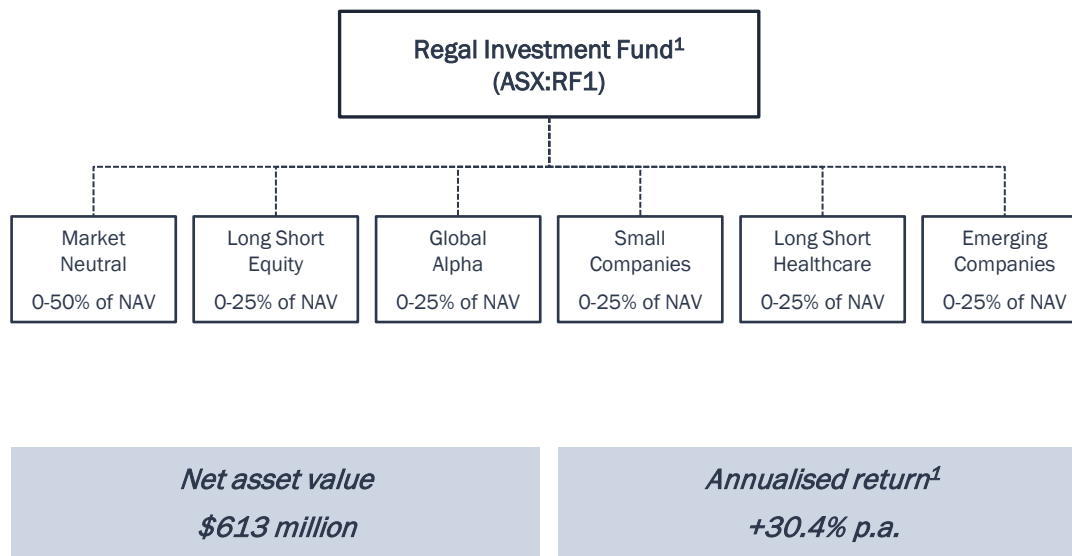 Regal Investment Fund¹
(ASX:RF1)
Market
Neutral
0-50% of NAV
Long Short
Equity
0-25% of NAV
Global
Alpha
0-25% of NAV
Small
Companies
0-25% of NAV
Long Short
Healthcare
0-25% of NAV
Emerging
Companies
0-25% of NAV
Net asset value
$613 million
Annualised return¹
+30.4% p.a.